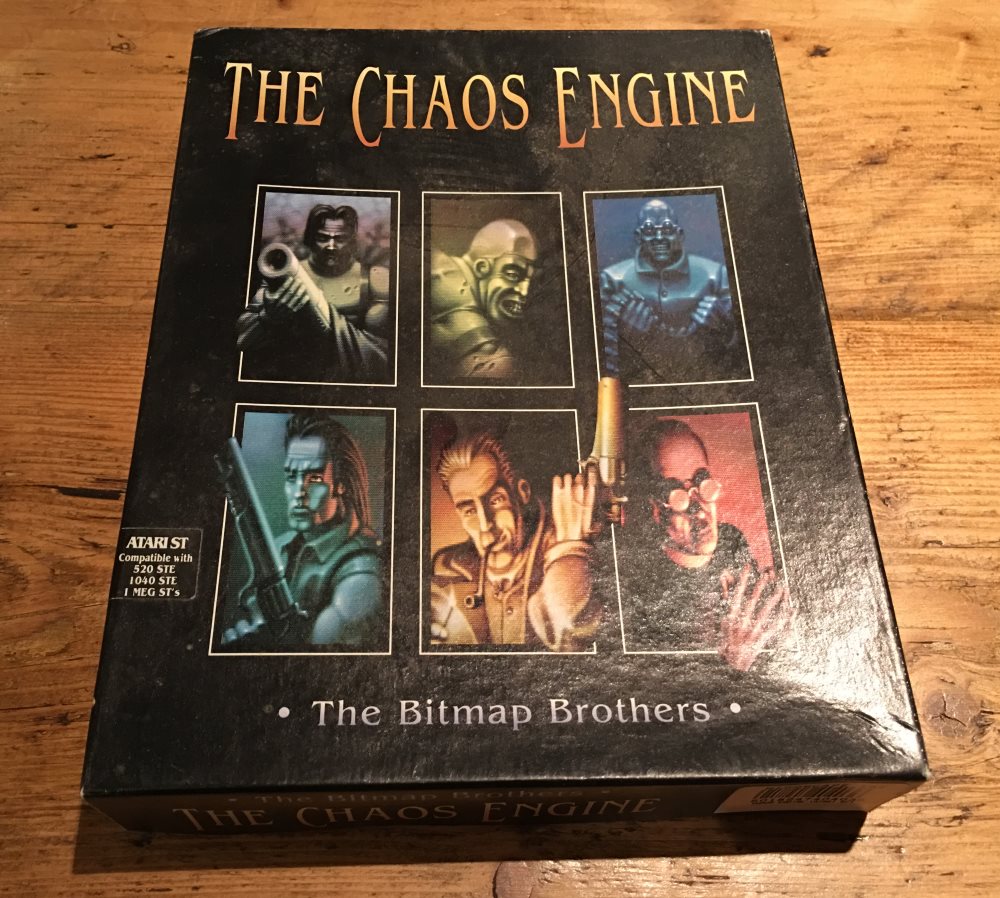 THE CHAOS ENGINE
ATARI ST
Compatible with
520 STE
1040 STE
1 MEG ST's
• The Bitmap Brothers •
• The Bitmap Brothers •
THE CHAOS ENGINE